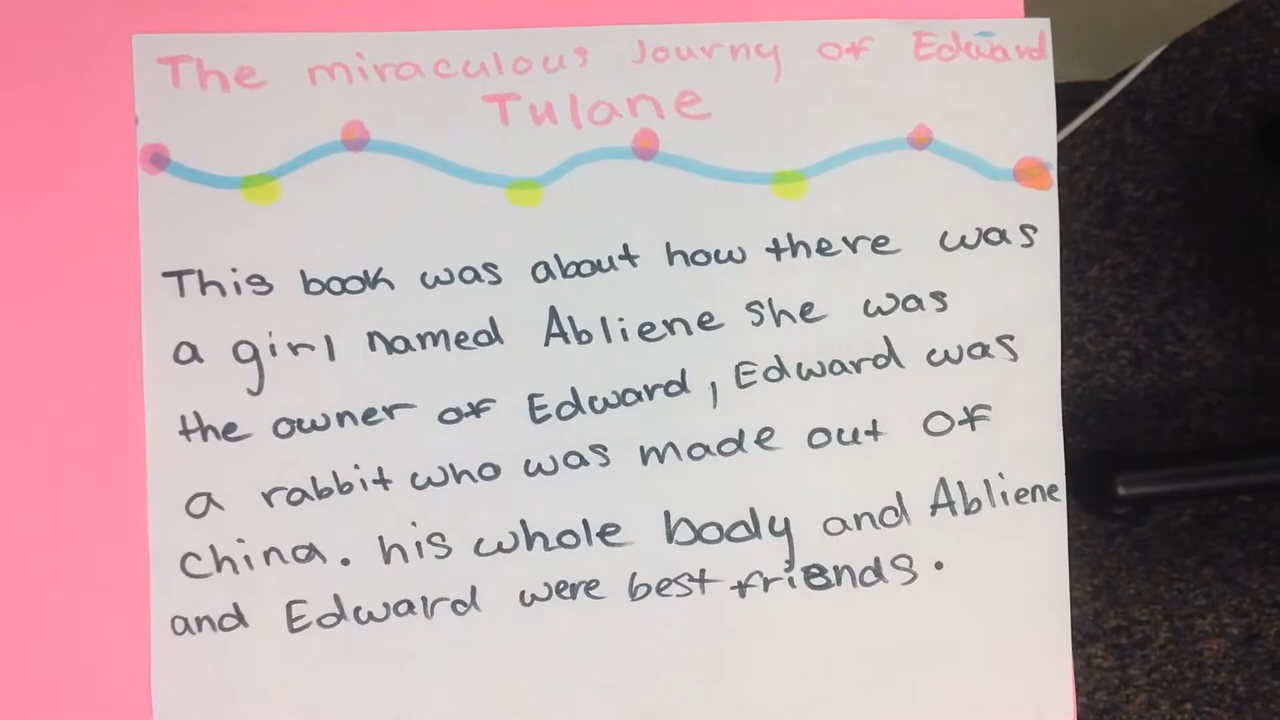 The miraculous Journy of Edward
Tulane
This book was about how there was
a girl named Abliene she was
the owner of Edward, Edward was
a rabbit who was made out of
china. his whole body and Abliene
and Edward were best friends.